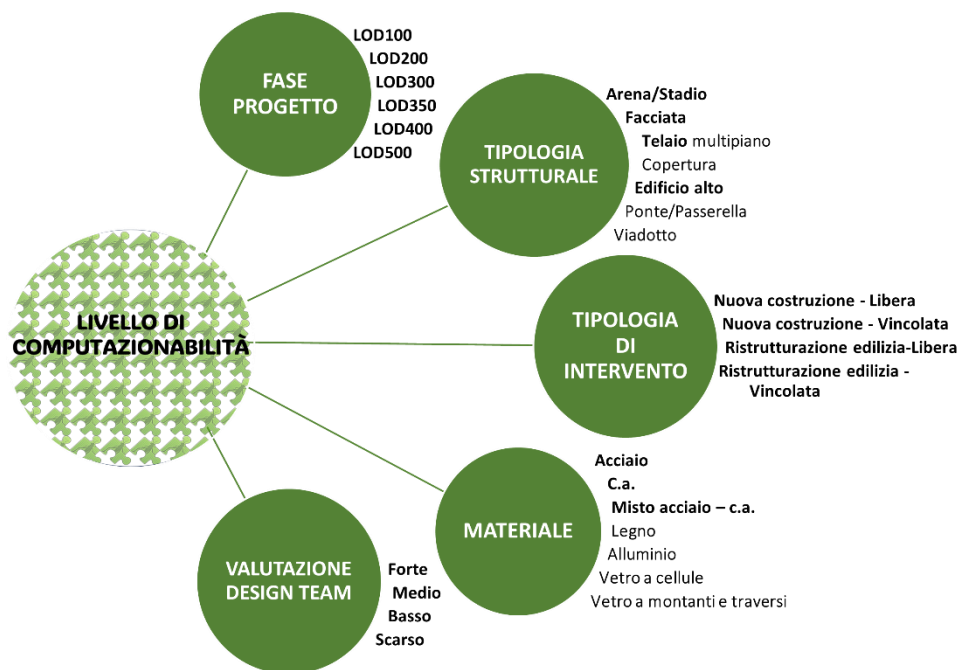 LIVELLO DI
COMPUTAZIONABILITÀ
FASE
PROGETTO
LOD100
LOD200
LOD300
LOD350
LOD400
LOD500
TIPOLOGIA
STRUTTURALE
Arena/Stadio
Facciata
Telaio multipiano
Copertura
Edificio alto
Ponte/Passerella
Viadotto
TIPOLOGIA
DI
INTERVENTO
Nuova costruzione - Libera
Nuova costruzione - Vincolata
Ristrutturazione edilizia-Libera
Ristrutturazione edilizia -
Vincolata
MATERIALE
Acciaio
C.a.
Misto acciaio – c.a.
Legno
Alluminio
Vetro a cellule
Vetro a montanti e traversi
VALUTAZIONE
DESIGN TEAM
Forte
Medio
Basso
Scarso